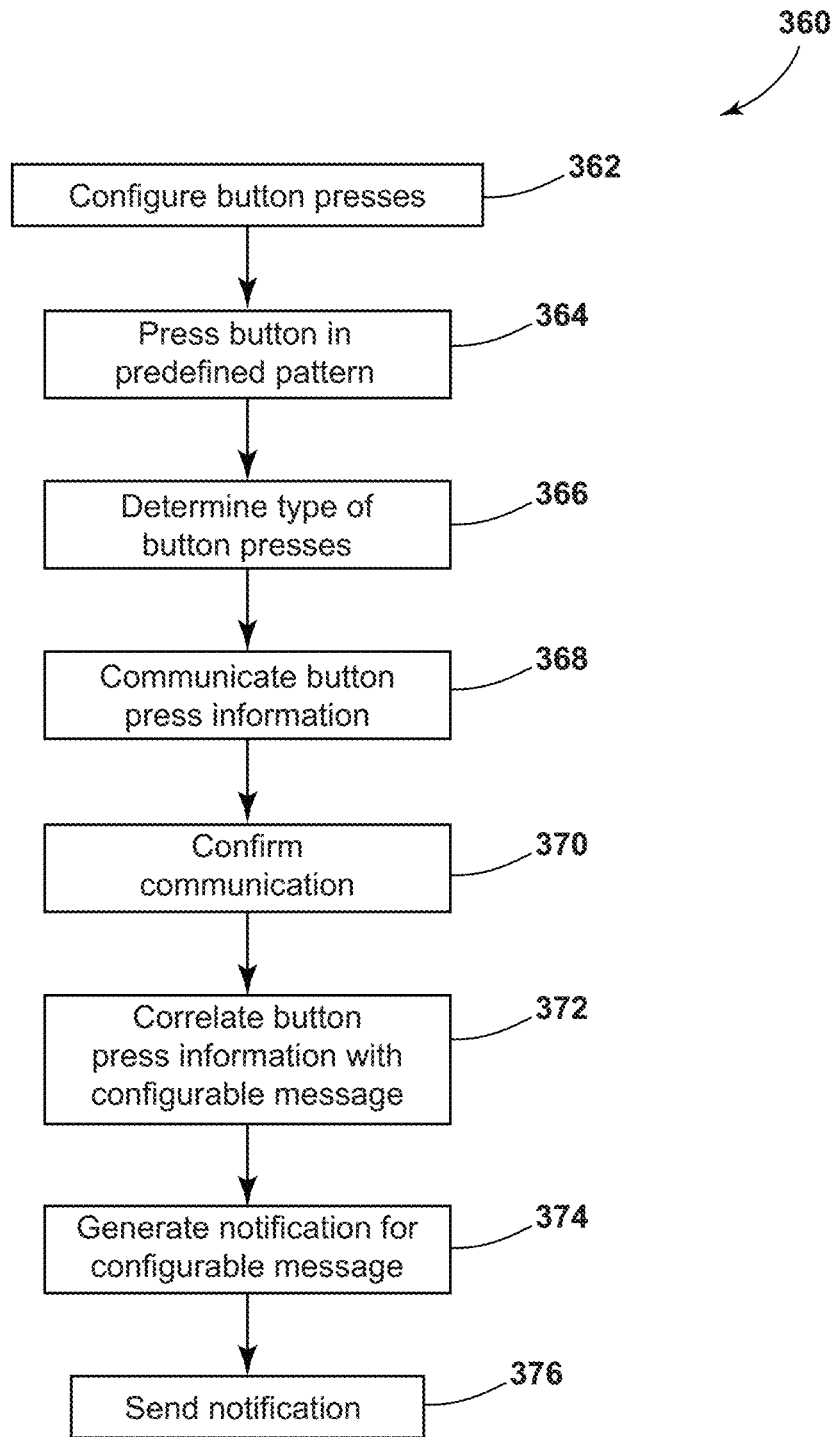 360
Configure button presses
362
Press button in
predefined pattern
364
Determine type of
button presses
366
Communicate button
press information
368
Confirm
communication
370
Correlate button
press information with
configurable message
372
Generate notification for
configurable message
374
Send notification
376